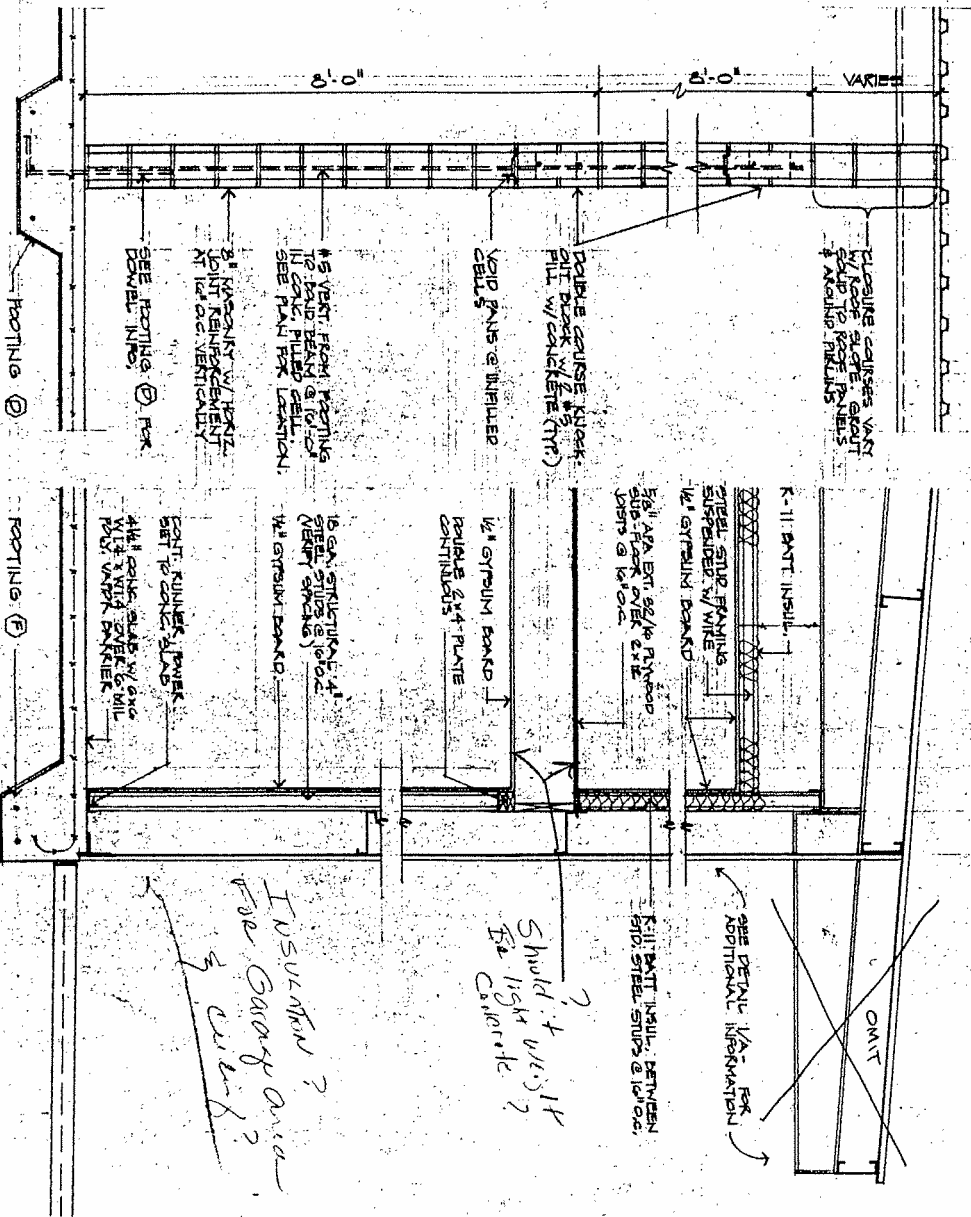 8'-0"
8'-0"
VARIES
CLOSURE COURSES VARY
W/ ROOF SLOPE GROUT
SOLID TO ROOF PANELS
& AROUND PURLINS
DOUBLE COURSE KNOCK-
OUT BLOCK W/ 2 #5
FILL W/ CONCRETE (TYP.)
VOID PANS @ INFILLED
CELLS
#5 VERT. FROM FOOTING
TO BOND BEAM @ 16'-0"
IN CONC. FILLED CELL.
SEE PLAN FOR LOCATION.
8" MASONRY W/ HORIZ.
JOINT REINFORCEMENT
AT 16" O.C. VERTICALLY
SEE FOOTING D FOR
DOWEL INFO.
FOOTING D
R-11 BATT INSUL.
STEEL STUD FRAMING
SUSPENDED W/ WIRE
1/2" GYPSUM BOARD
5/8" APA EXT. 32/16 PLYWOOD
SUB-FLOOR OVER 2x12
JOISTS @ 16" O.C.
1/2" GYPSUM BOARD
DOUBLE 2x4 PLATE
CONTINUOUS
18 GA. STRUCTURAL 4"
STEEL STUDS @ 16" O.C.
(VERIFY SPACING)
1/2" GYPSUM BOARD
CONT. RUNNER, POWER
SET TO CONC. SLAB
CONC. SLAB W/ 6x6
W1.4 x W1.4 OVER 6 MIL
POLY. VAPOR BARRIER
FOOTING F
OMIT
SEE DETAIL 1/A- FOR
ADDITIONAL INFORMATION
R-11 BATT INSUL. BETWEEN
STD. STEEL STUDS @ 16" O.C.
?
Should it
Be light weight
Concrete ?
INSULATION ?
FOR Garage Area
& Ceiling ?